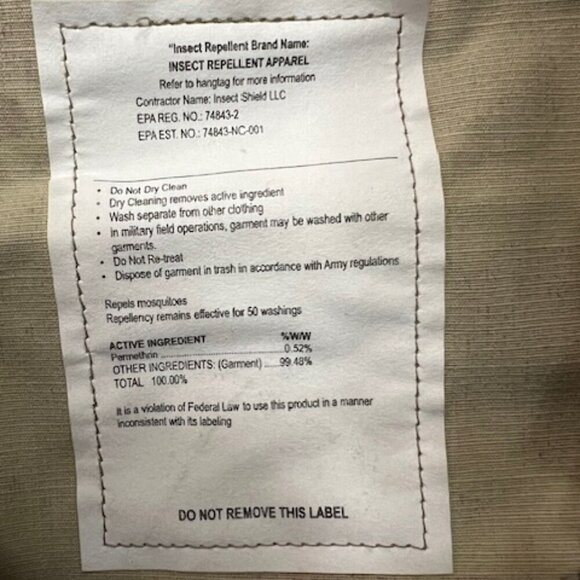 "Insect Repellent Brand Name:
INSECT REPELLENT APPAREL
Refer to hangtag for more information
Contractor Name: Insect Shield LLC
EPA REG. NO.: 74843-2
EPA EST. NO.: 74843-NC-001
• Do Not Dry Clean
• Dry Cleaning removes active ingredient
• Wash separate from other clothing
• In military field operations, garment may be washed with other
garments.
• Do Not Re-treat
• Dispose of garment in trash in accordance with Army regulations
Repels mosquitoes
Repellency remains effective for 50 washings
ACTIVE INGREDIENT %W/W
Permethrin ........................................ 0.52%
OTHER INGREDIENTS: (Garment) ..... 99.48%
TOTAL 100.00%
It is a violation of Federal Law to use this product in a manner
inconsistent with its labeling
DO NOT REMOVE THIS LABEL